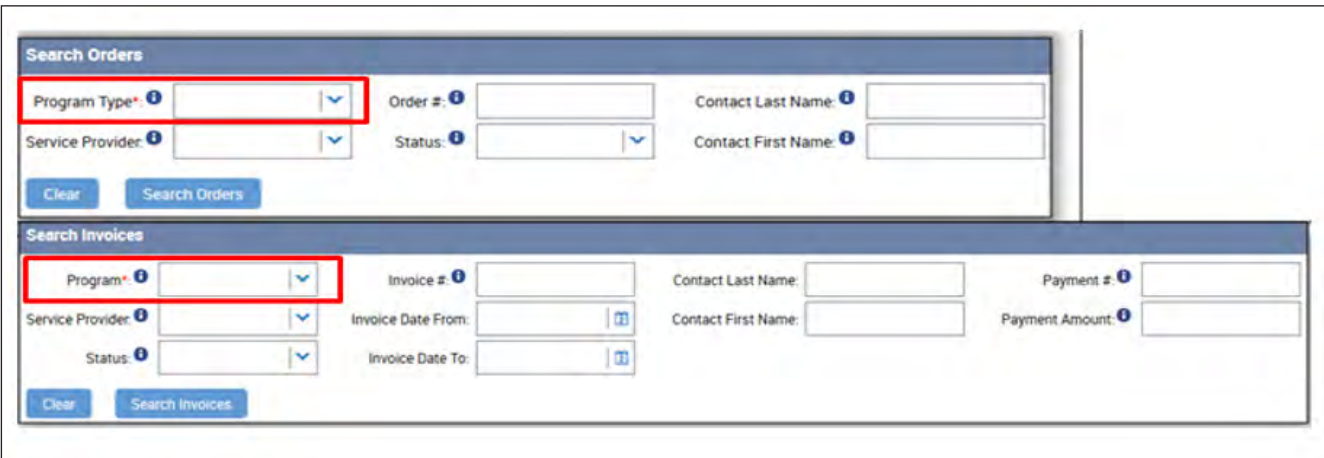 Search Orders
Program Type*: Order #: Contact Last Name:
Service Provider: Status: Contact First Name:
Clear Search Orders
Search Invoices
Program*: Invoice #: Contact Last Name: Payment #:
Service Provider: Invoice Date From: Contact First Name: Payment Amount:
Status: Invoice Date To:
Clear Search Invoices